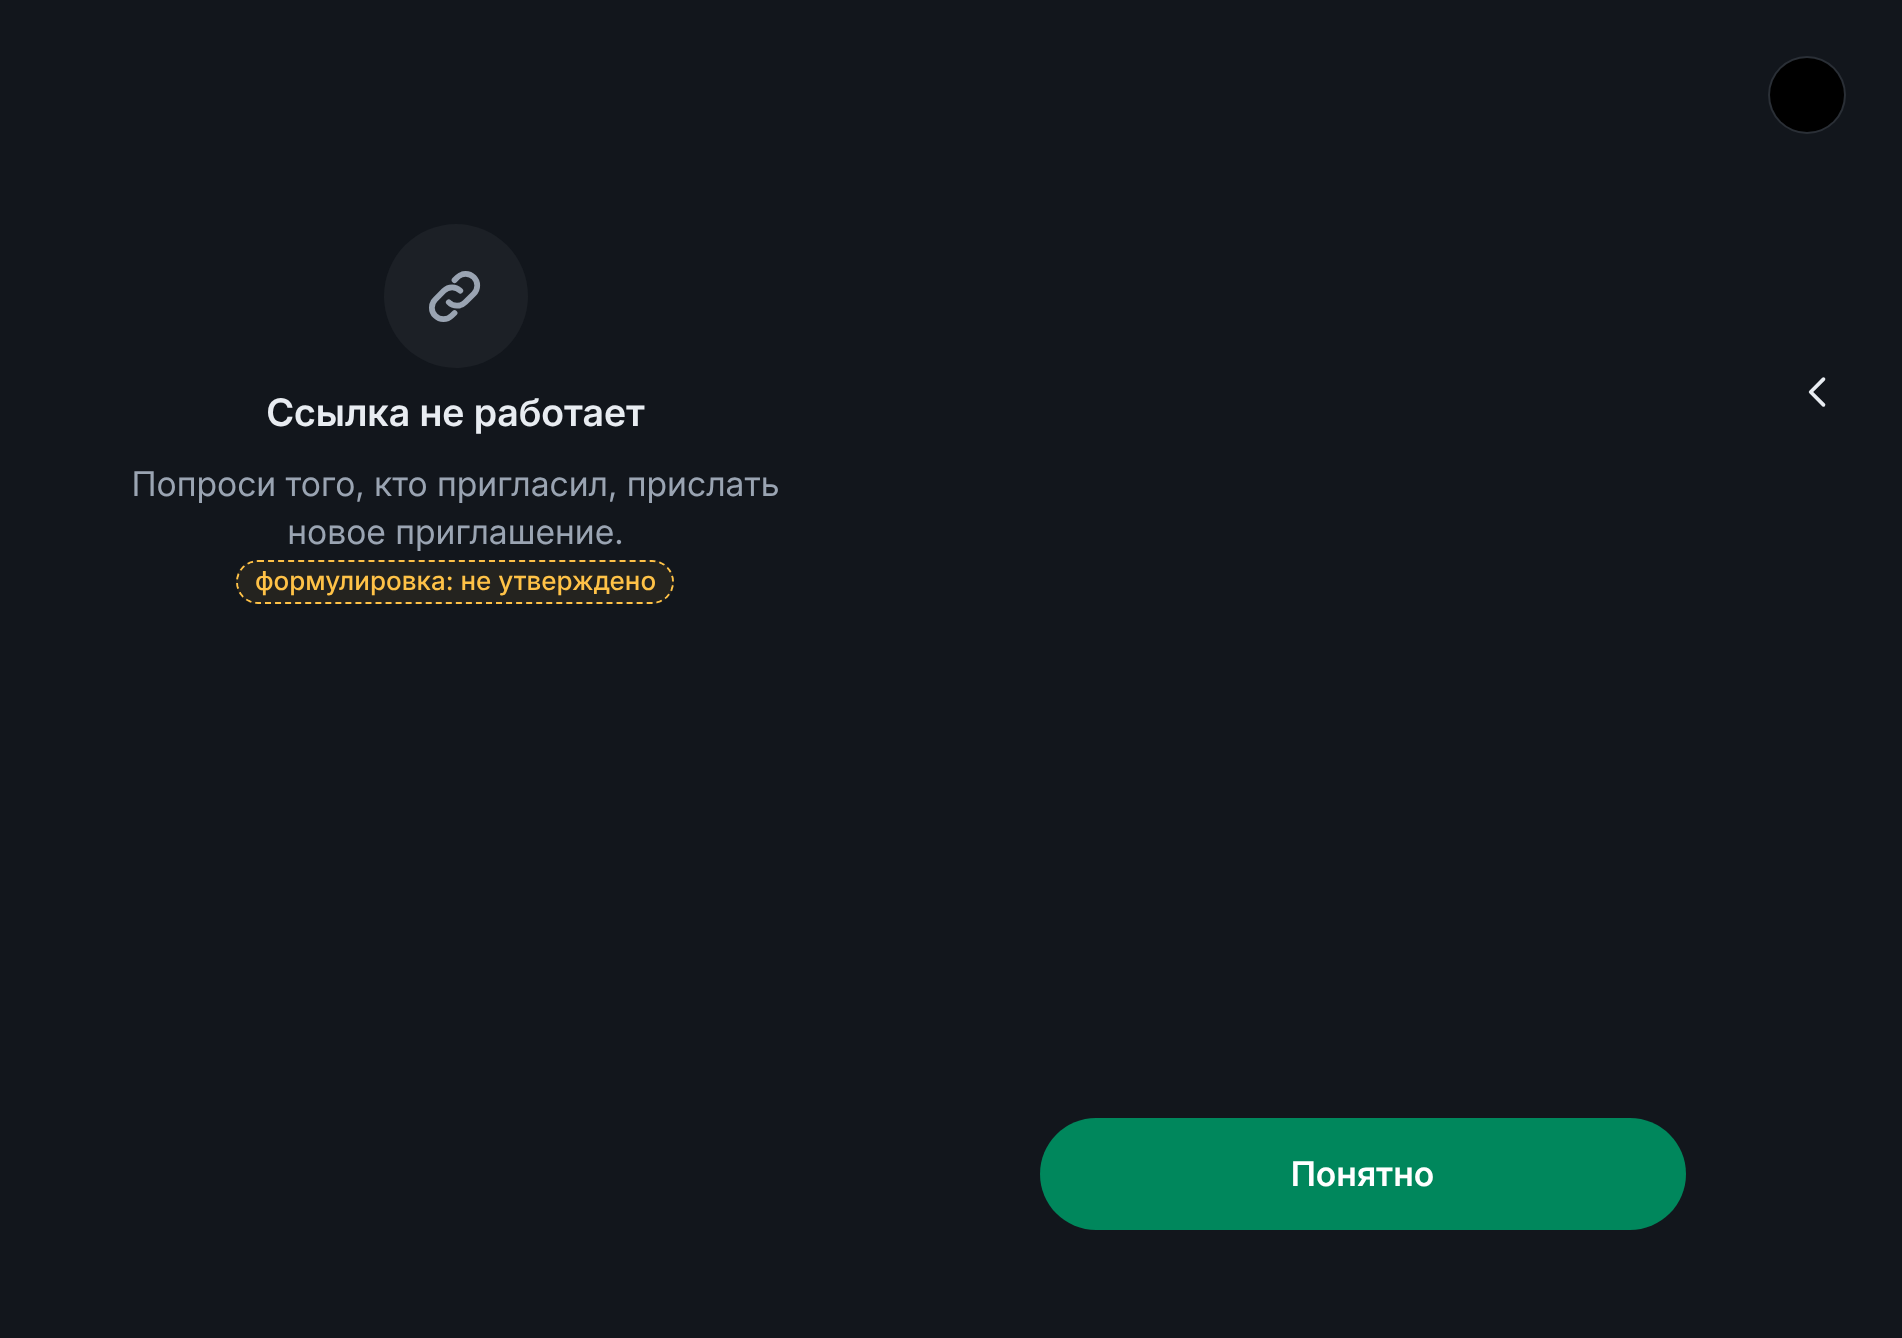 Ссылка не работает
Попроси того, кто пригласил, прислать
новое приглашение.
формулировка: не утверждено
Понятно